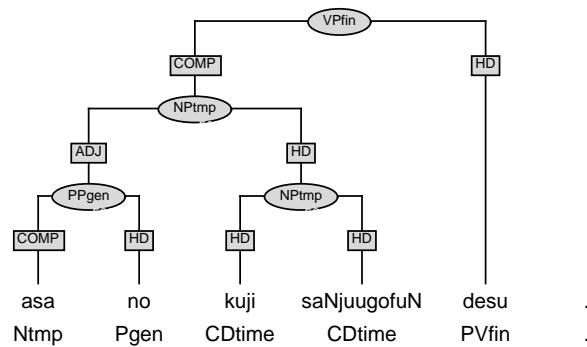 VPfin
COMP HD
NPtmp
ADJ HD
PPgen NPtmp
COMP HD HD HD
asa no kuji saNjuugofuN desu .
Ntmp Pgen CDtime CDtime PVfin .